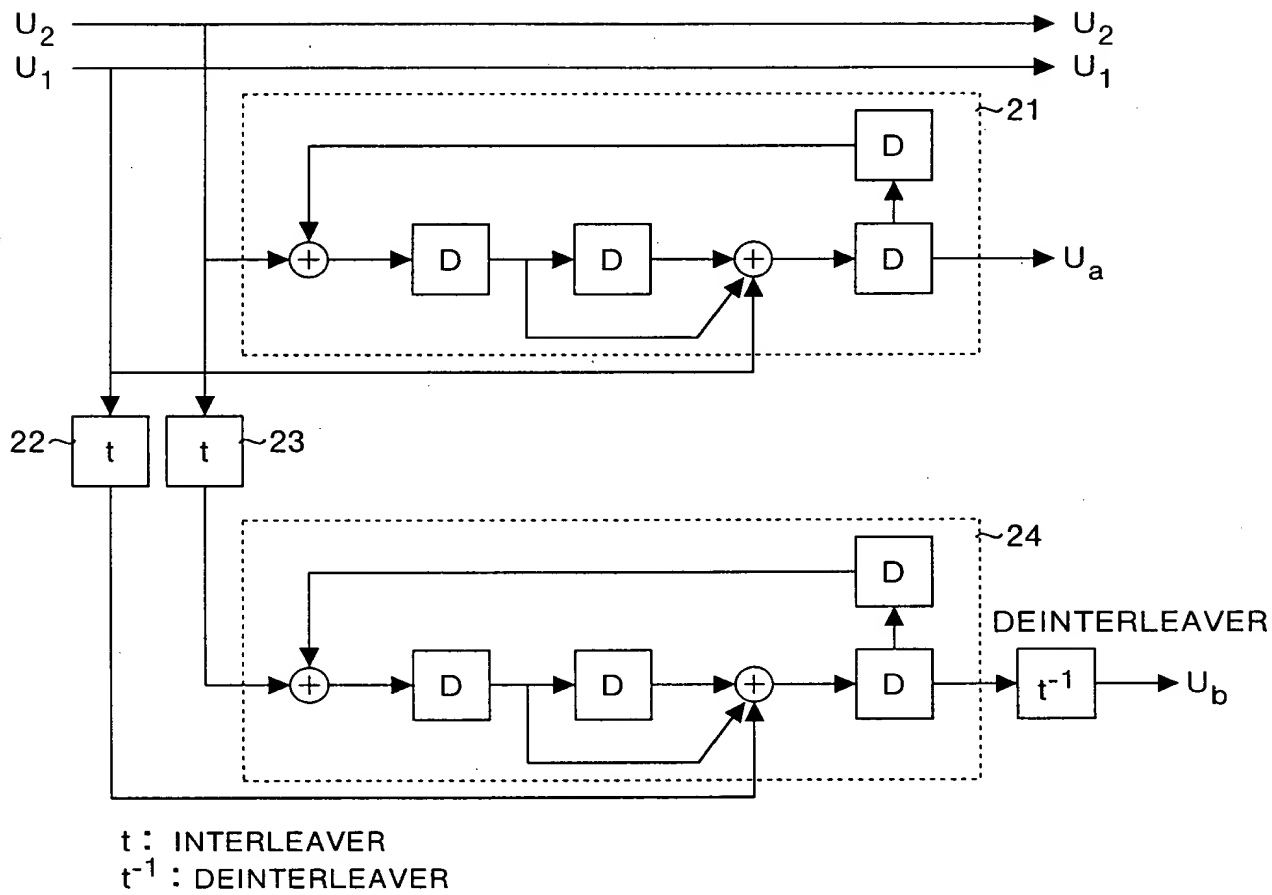 U2 U2
U1 U1
21
D
+ D D + D Ua
22 t t 23
24
D
DEINTERLEAVER
+ D D + D t-1 Ub
t : INTERLEAVER
t-1 : DEINTERLEAVER